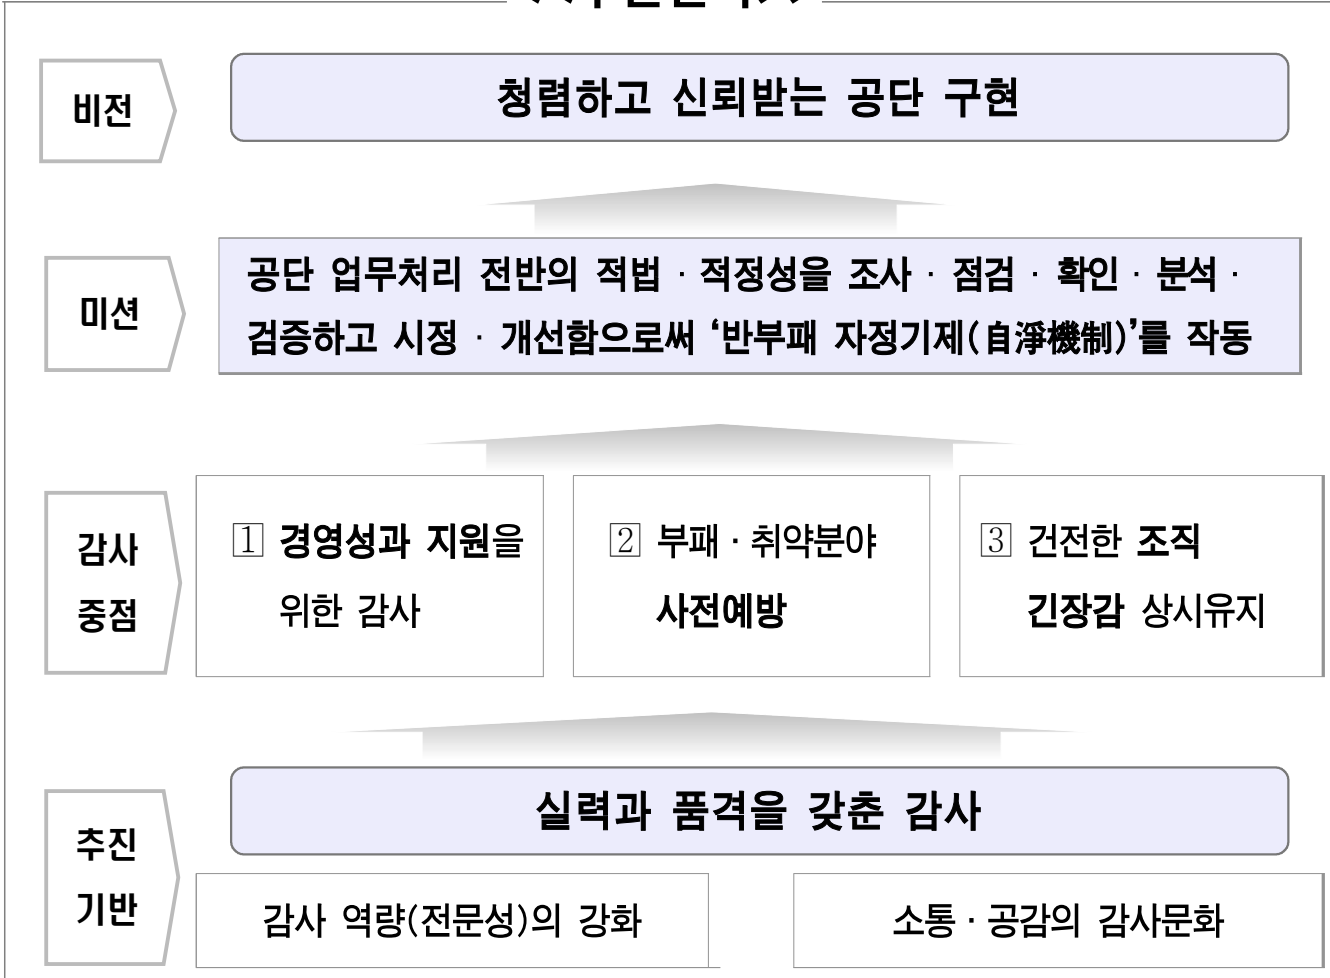 비전
청렴하고 신뢰받는 공단 구현
미션
공단 업무처리 전반의 적법 · 적정성을 조사 · 점검 · 확인 · 분석 ·
검증하고 시정 · 개선함으로써 ‘반부패 자정기제(自淨機制)’를 작동
감사
중점
1 경영성과 지원을
위한 감사
2 부패 · 취약분야
사전예방
3 건전한 조직
긴장감 상시유지
추진
기반
실력과 품격을 갖춘 감사
감사 역량(전문성)의 강화
소통 · 공감의 감사문화